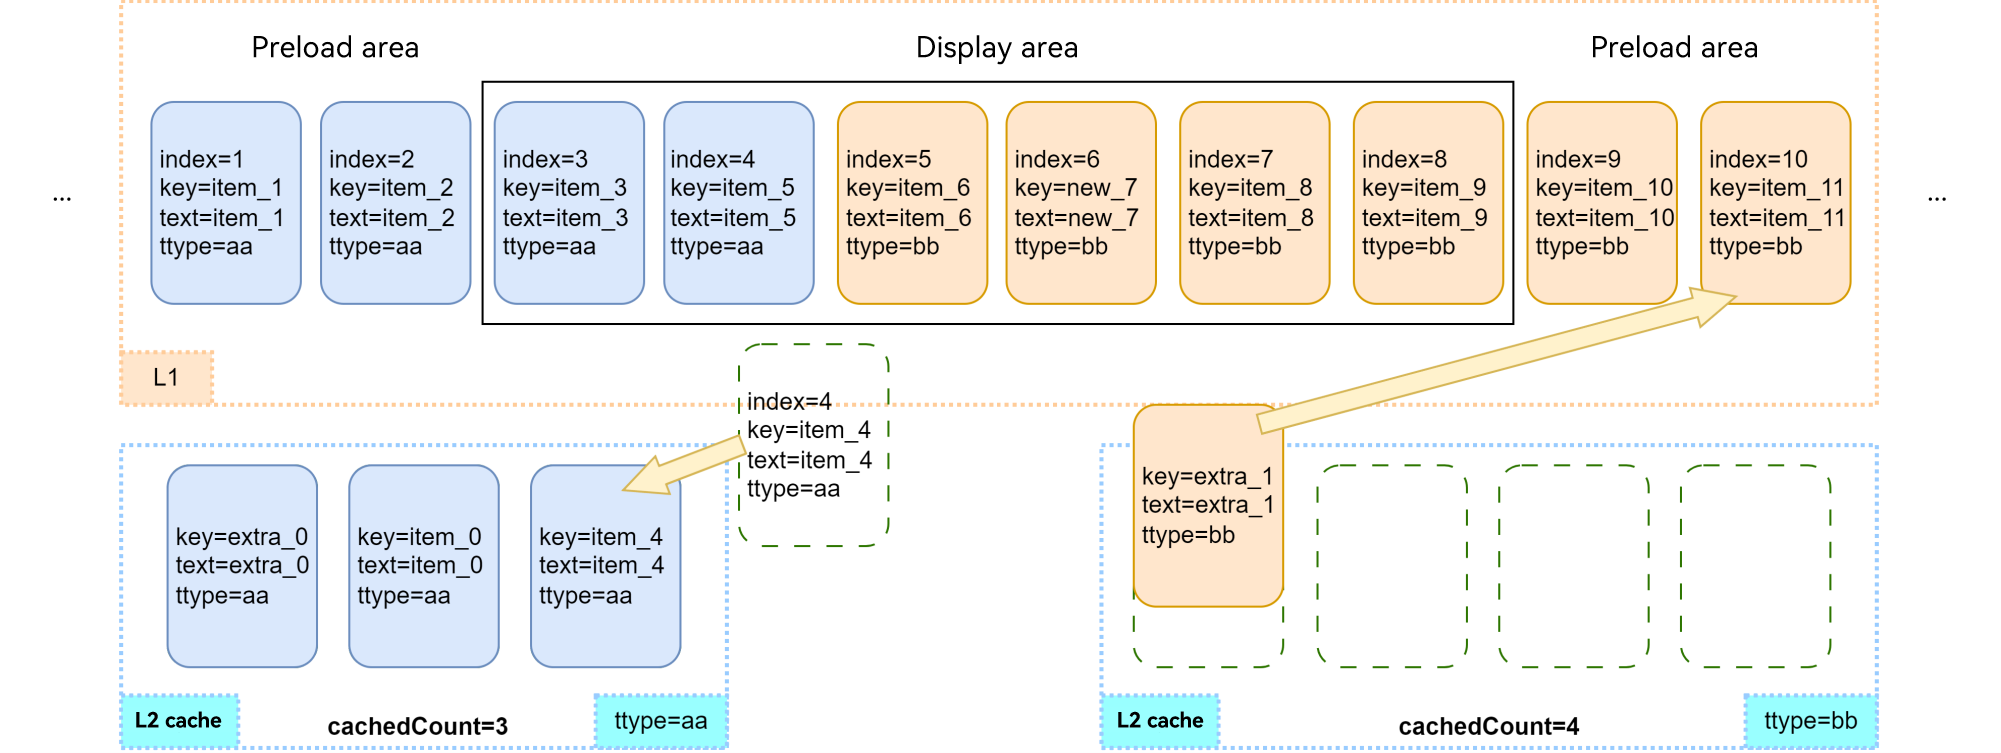 Preload area
Display area
Preload area
...
index=1
key=item_1
text=item_1
ttype=aa
index=2
key=item_2
text=item_2
ttype=aa
index=3
key=item_3
text=item_3
ttype=aa
index=4
key=item_5
text=item_5
ttype=aa
index=5
key=item_6
text=item_6
ttype=bb
index=6
key=new_7
text=new_7
ttype=bb
index=7
key=item_8
text=item_8
ttype=bb
index=8
key=item_9
text=item_9
ttype=bb
index=9
key=item_10
text=item_10
ttype=bb
index=10
key=item_11
text=item_11
ttype=bb
...
L1
index=4
key=item_4
text=item_4
ttype=aa
key=extra_0
text=extra_0
ttype=aa
key=item_0
text=item_0
ttype=aa
key=item_4
text=item_4
ttype=aa
key=extra_1
text=extra_1
ttype=bb
L2 cache
cachedCount=3
ttype=aa
L2 cache
cachedCount=4
ttype=bb